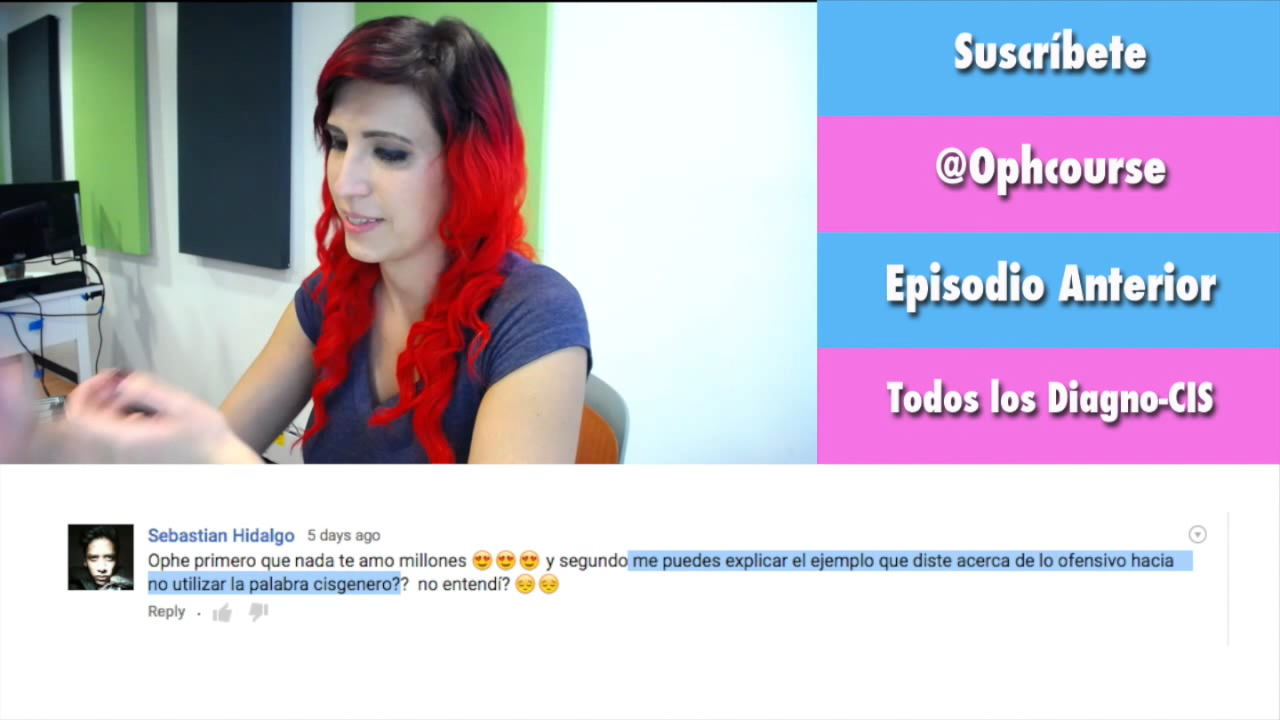 Suscríbete
@Ophcourse
Episodio Anterior
Todos los Diagno-CIS
Sebastian Hidalgo 5 days ago
Ophe primero que nada te amo millones 😍😍😍 y segundo me puedes explicar el ejemplo que diste acerca de lo ofensivo hacia
no utilizar la palabra cisgenero?? no entendí? 😔😔
Reply .